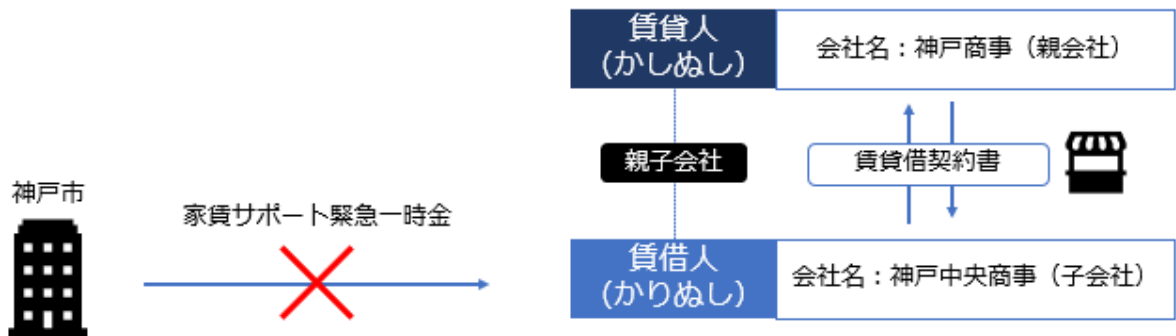 賃貸人
(かしぬし)
会社名：神戸商事（親会社）
親子会社
賃貸借契約書
神戸市
家賃サポート緊急一時金
賃借人
(かりぬし)
会社名：神戸中央商事（子会社）